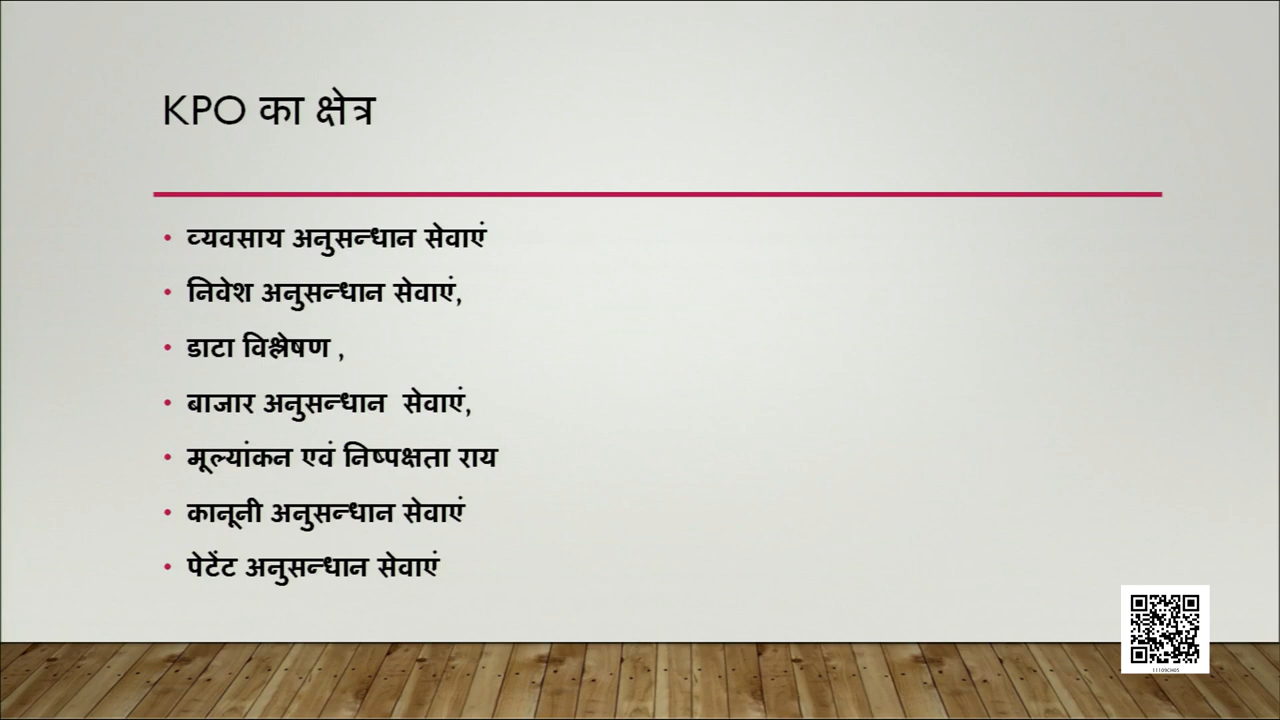 KPO का क्षेत्र
• व्यवसाय अनुसन्धान सेवाएं
• निवेश अनुसन्धान सेवाएं,
• डाटा विश्लेषण ,
• बाजार अनुसन्धान  सेवाएं,
• मूल्यांकन एवं निष्पक्षता राय
• कानूनी अनुसन्धान सेवाएं
• पेटेंट अनुसन्धान सेवाएं